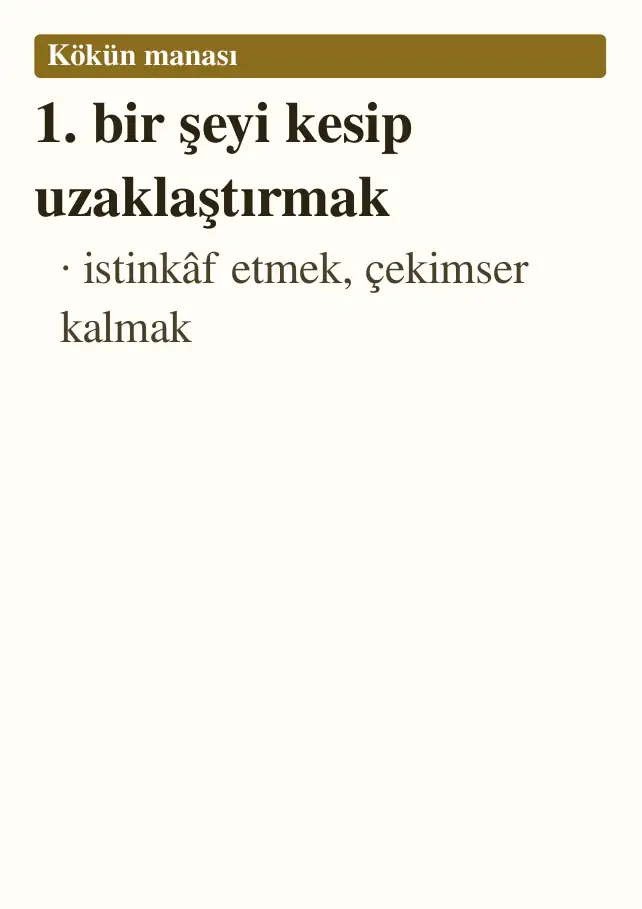 Kökün manası
1. bir şeyi kesip
uzaklaştırmak
· istinkâf etmek, çekimser
kalmak